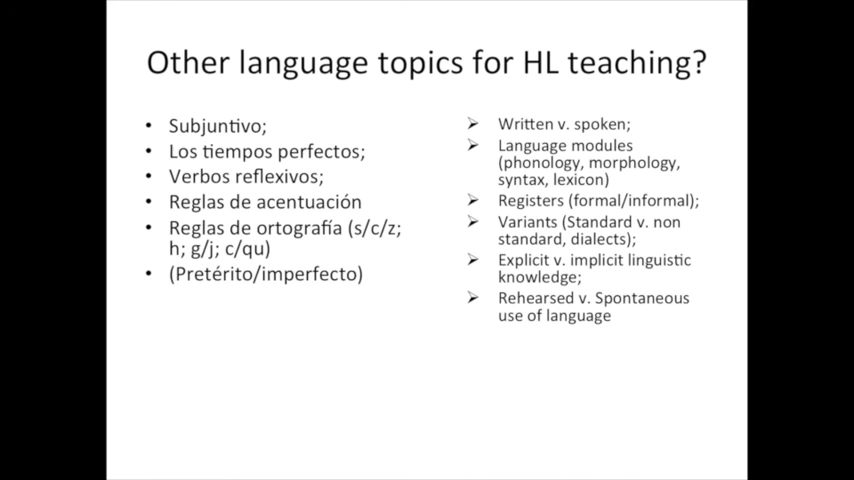 Other language topics for HL teaching?
• Subjuntivo;
• Los tiempos perfectos;
• Verbos reflexivos;
• Reglas de acentuación
• Reglas de ortografía (s/c/z;
h; g/j; c/qu)
• (Pretérito/imperfecto)
➢ Written v. spoken;
➢ Language modules
(phonology, morphology,
syntax, lexicon)
➢ Registers (formal/informal);
➢ Variants (Standard v. non
standard, dialects);
➢ Explicit v. implicit linguistic
knowledge;
➢ Rehearsed v. Spontaneous
use of language